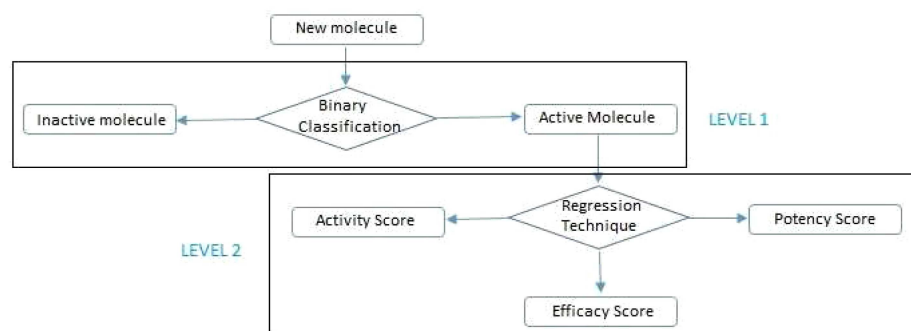 New molecule
Inactive molecule
Binary
Classification
Active Molecule
LEVEL 1
Activity Score
Regression
Technique
Potency Score
LEVEL 2
Efficacy Score